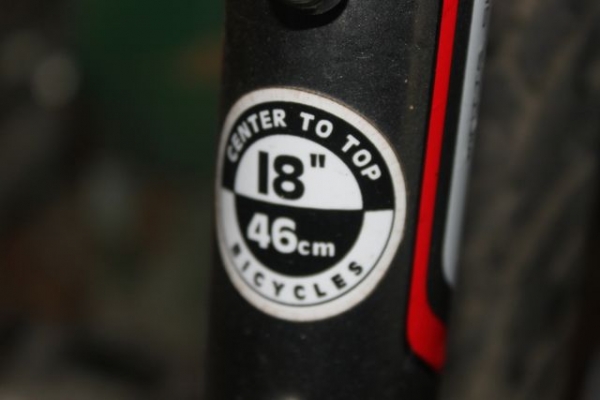 CENTER TO TOP
18"
46cm
BICYCLES